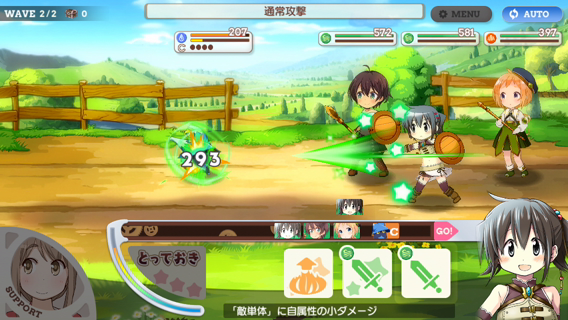 WAVE 2/2 0
通常攻撃
MENU
AUTO
207
C
572
581
397
293
C
GO!
とっておき
SUPPORT
「敵単体」に自属性の小ダメージ